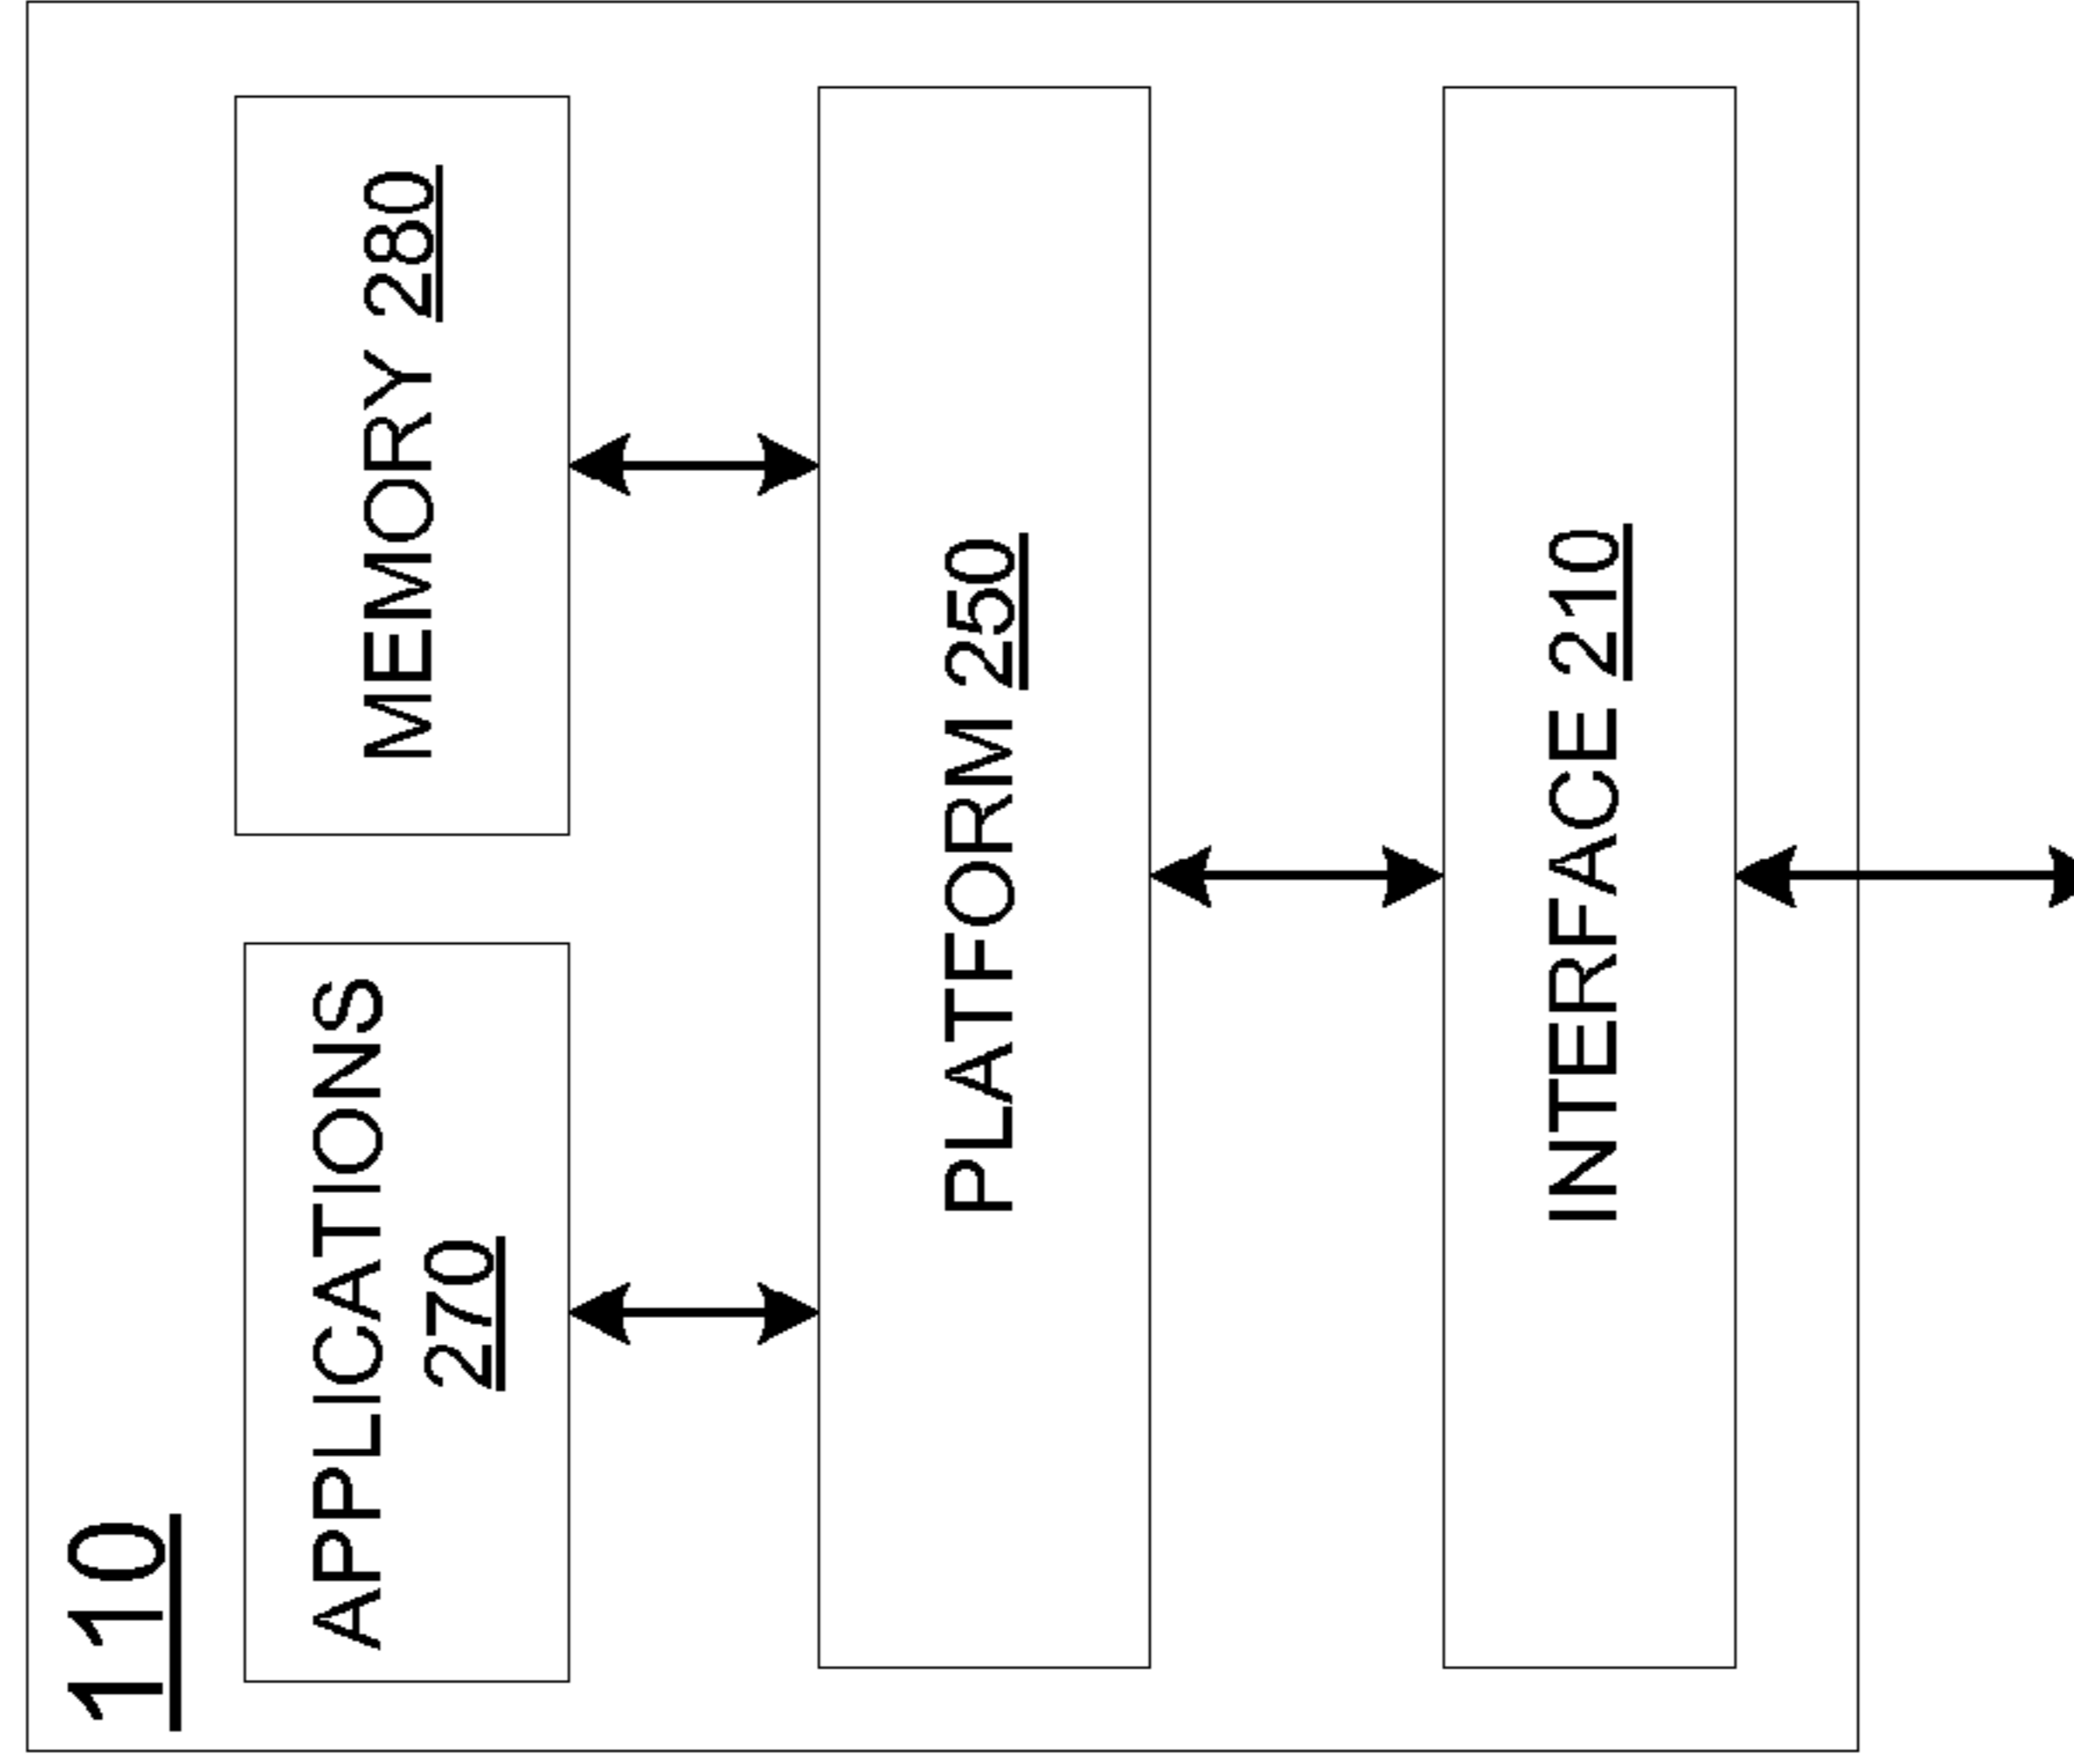 110
APPLICATIONS
270
MEMORY 280
PLATFORM 250
INTERFACE 210